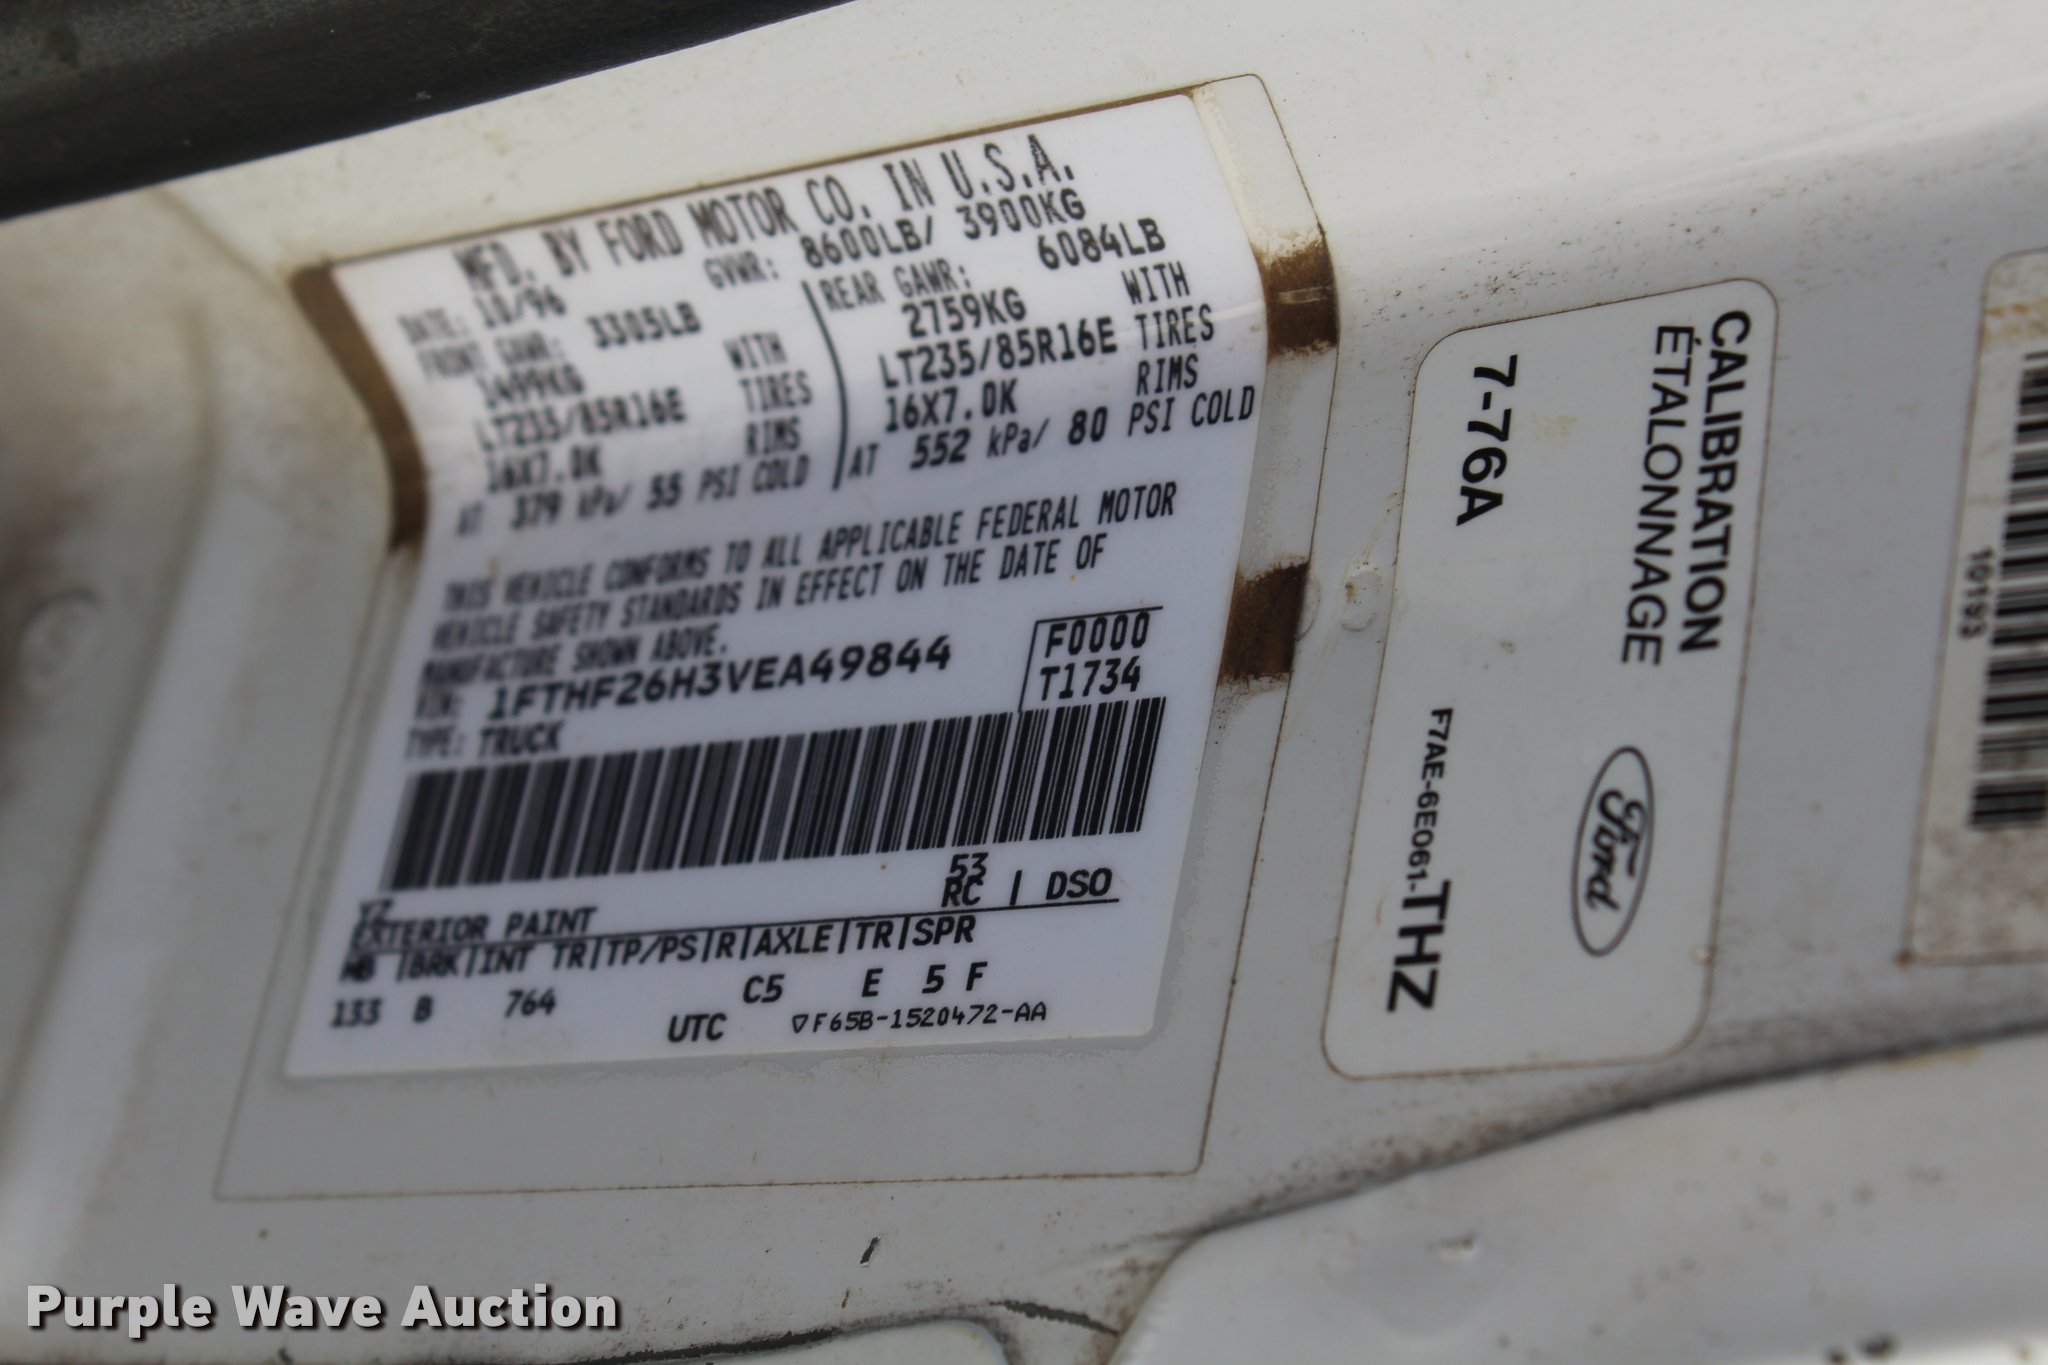 MFD. BY FORD MOTOR CO. IN U.S.A.
DATE: 10/96 GVWR: 8600LB/ 3900KG
FRONT GAWR: 3305LB
1499KG WITH
LT235/85R16E TIRES
16X7.0K RIMS
AT 379 kPa/ 55 PSI COLD
REAR GAWR: 6084LB
2759KG WITH
LT235/85R16E TIRES
16X7.0K RIMS
AT 552 kPa/ 80 PSI COLD
THIS VEHICLE CONFORMS TO ALL APPLICABLE FEDERAL MOTOR
VEHICLE SAFETY STANDARDS IN EFFECT ON THE DATE OF
MANUFACTURE SHOWN ABOVE.
VIN: 1FTHF26H3VEA49844
TYPE: TRUCK
F0000
T1734
YZ 53
EXTERIOR PAINT RC | DSO
WB |BRK|INT TR|TP/PS|R|AXLE|TR|SPR
133 B 764 C5 E 5 F
UTC ▽F65B-1520472-AA
CALIBRATION
ÉTALONNAGE
Ford
7-76A
F7AE-6E061-THZ
10193
Purple Wave Auction